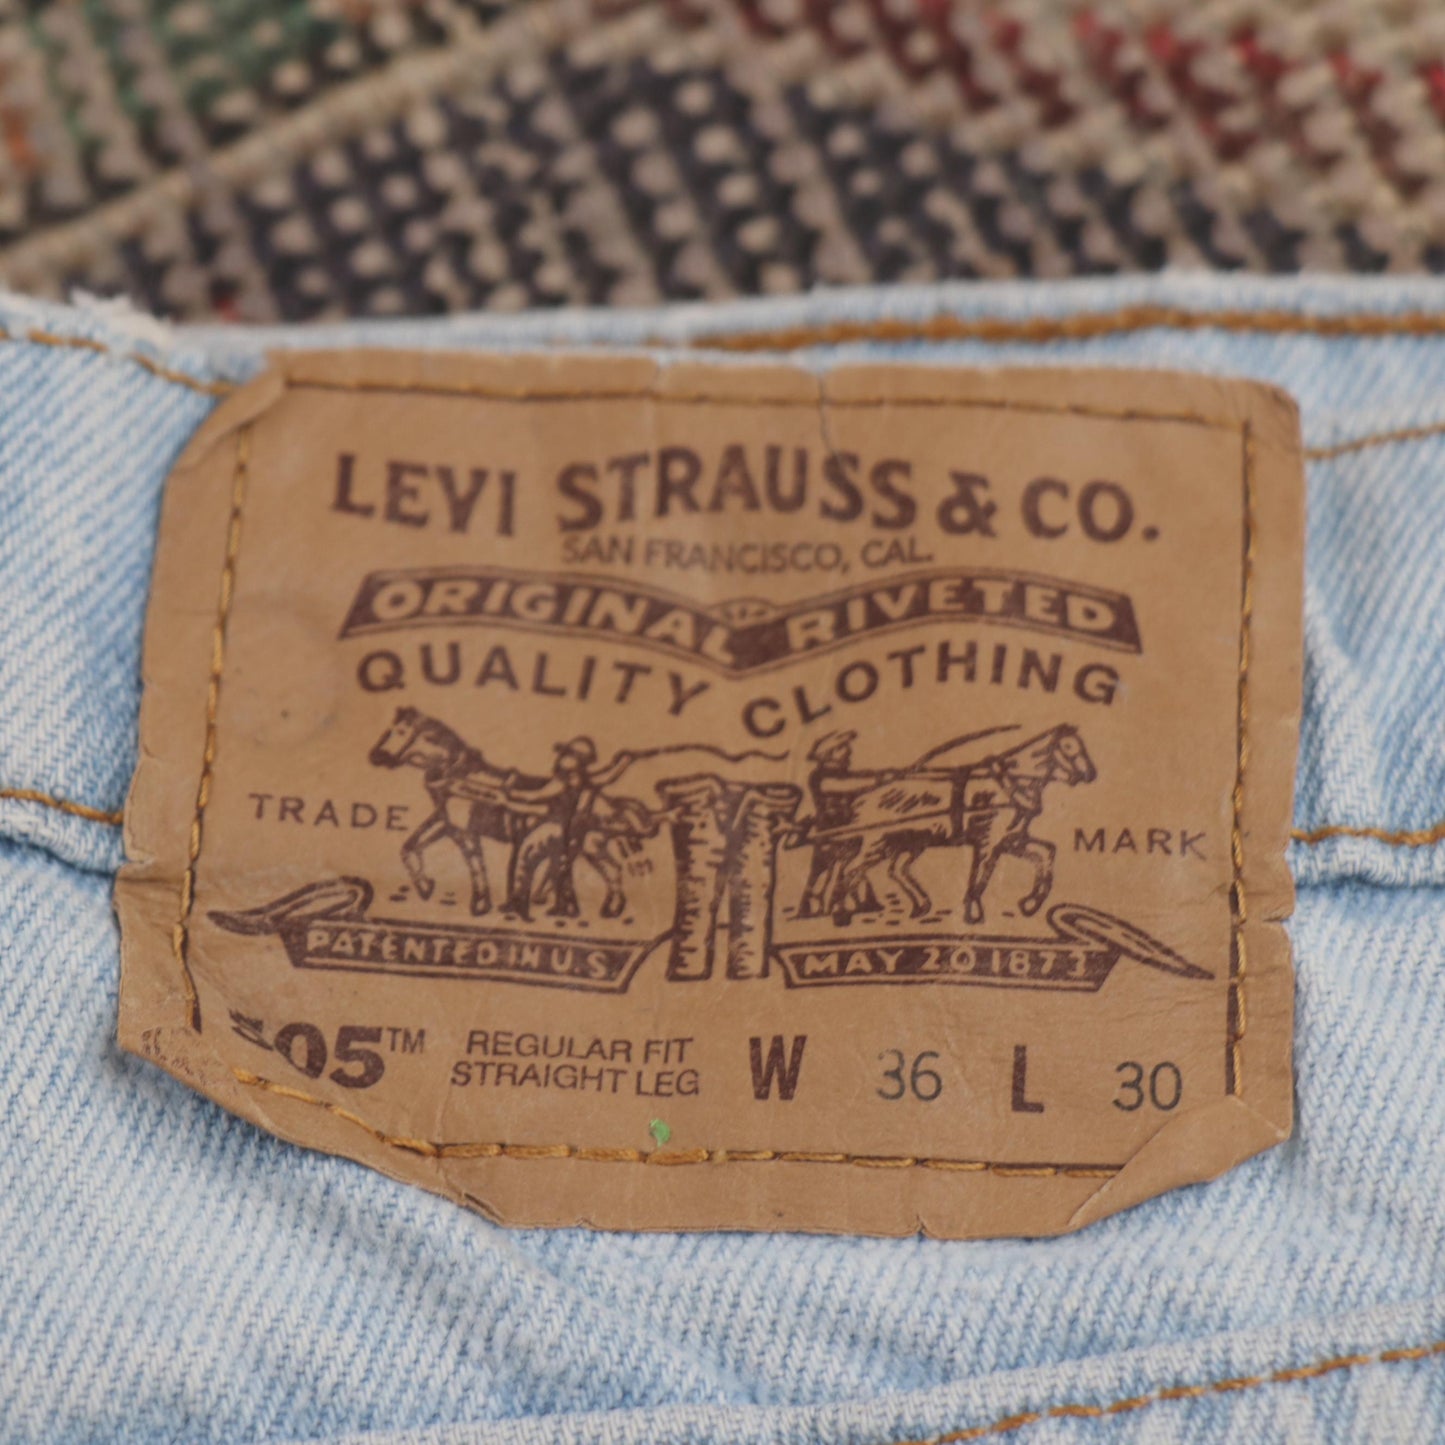 LEVI STRAUSS & CO.
SAN FRANCISCO, CAL.
ORIGINAL RIVETED
QUALITY CLOTHING
TRADE MARK
PATENTED IN U.S. MAY 20 1873
505™ REGULAR FIT STRAIGHT LEG W 36 L 30